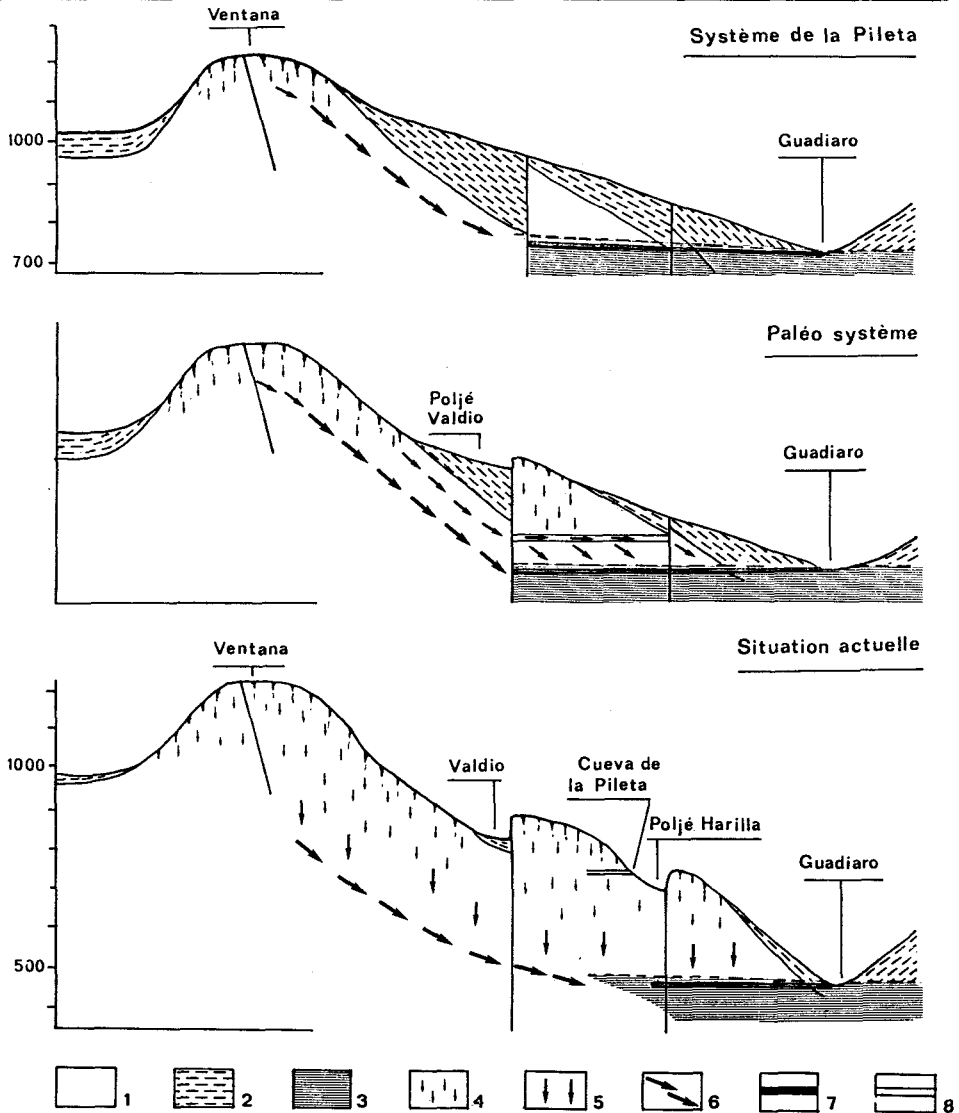 Ventana
Système de la Pileta
1000
Guadiaro
700
Paléo système
Poljé
Valdio
Guadiaro
Situation actuelle
Ventana
1000
Valdio
Cueva de
la Pileta
Poljé Harilla
Guadiaro
500
1 2 3 4 5 6 7 8